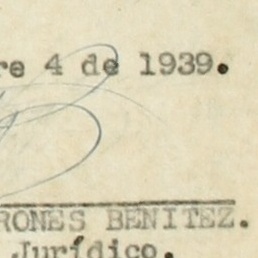 re 4 de 1939.
RONES BENITEZ.
Jurídico.